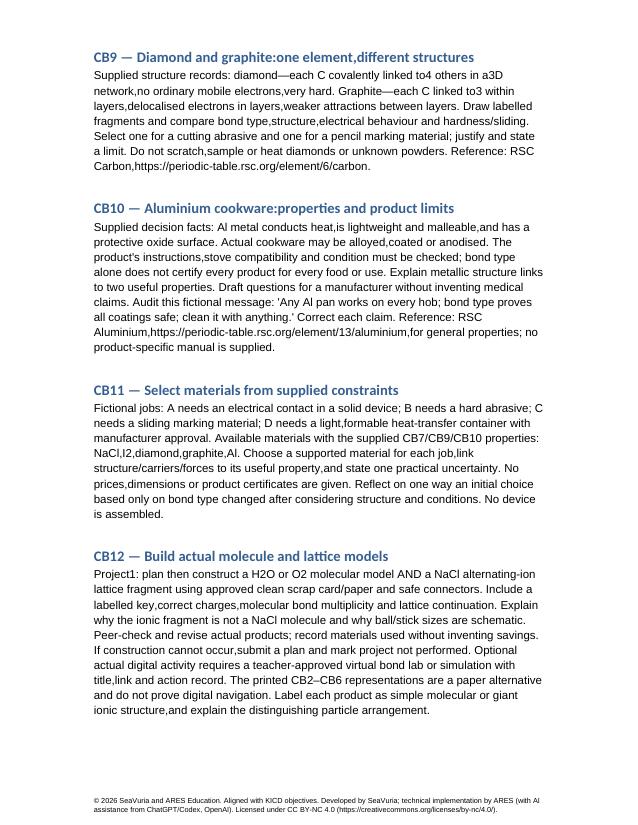 CB9 — Diamond and graphite:one element,different structures
Supplied structure records: diamond—each C covalently linked to4 others in a3D
network,no ordinary mobile electrons,very hard. Graphite—each C linked to3 within
layers,delocalised electrons in layers,weaker attractions between layers. Draw labelled
fragments and compare bond type,structure,electrical behaviour and hardness/sliding.
Select one for a cutting abrasive and one for a pencil marking material; justify and state
a limit. Do not scratch,sample or heat diamonds or unknown powders. Reference: RSC
Carbon,https://periodic-table.rsc.org/element/6/carbon.
CB10 — Aluminium cookware:properties and product limits
Supplied decision facts: Al metal conducts heat,is lightweight and malleable,and has a
protective oxide surface. Actual cookware may be alloyed,coated or anodised. The
product's instructions,stove compatibility and condition must be checked; bond type
alone does not certify every product for every food or use. Explain metallic structure links
to two useful properties. Draft questions for a manufacturer without inventing medical
claims. Audit this fictional message: 'Any Al pan works on every hob; bond type proves
all coatings safe; clean it with anything.' Correct each claim. Reference: RSC
Aluminium,https://periodic-table.rsc.org/element/13/aluminium,for general properties; no
product-specific manual is supplied.
CB11 — Select materials from supplied constraints
Fictional jobs: A needs an electrical contact in a solid device; B needs a hard abrasive; C
needs a sliding marking material; D needs a light,formable heat-transfer container with
manufacturer approval. Available materials with the supplied CB7/CB9/CB10 properties:
NaCl,I2,diamond,graphite,Al. Choose a supported material for each job,link
structure/carriers/forces to its useful property,and state one practical uncertainty. No
prices,dimensions or product certificates are given. Reflect on one way an initial choice
based only on bond type changed after considering structure and conditions. No device
is assembled.
CB12 — Build actual molecule and lattice models
Project1: plan then construct a H2O or O2 molecular model AND a NaCl alternating-ion
lattice fragment using approved clean scrap card/paper and safe connectors. Include a
labelled key,correct charges,molecular bond multiplicity and lattice continuation. Explain
why the ionic fragment is not a NaCl molecule and why ball/stick sizes are schematic.
Peer-check and revise actual products; record materials used without inventing savings.
If construction cannot occur,submit a plan and mark project not performed. Optional
actual digital activity requires a teacher-approved virtual bond lab or simulation with
title,link and action record. The printed CB2–CB6 representations are a paper alternative
and do not prove digital navigation. Label each product as simple molecular or giant
ionic structure,and explain the distinguishing particle arrangement.
© 2026 SeaVuria and ARES Education. Aligned with KICD objectives. Developed by SeaVuria; technical implementation by ARES (with AI
assistance from ChatGPT/Codex, OpenAI). Licensed under CC BY-NC 4.0 (https://creativecommons.org/licenses/by-nc/4.0/).